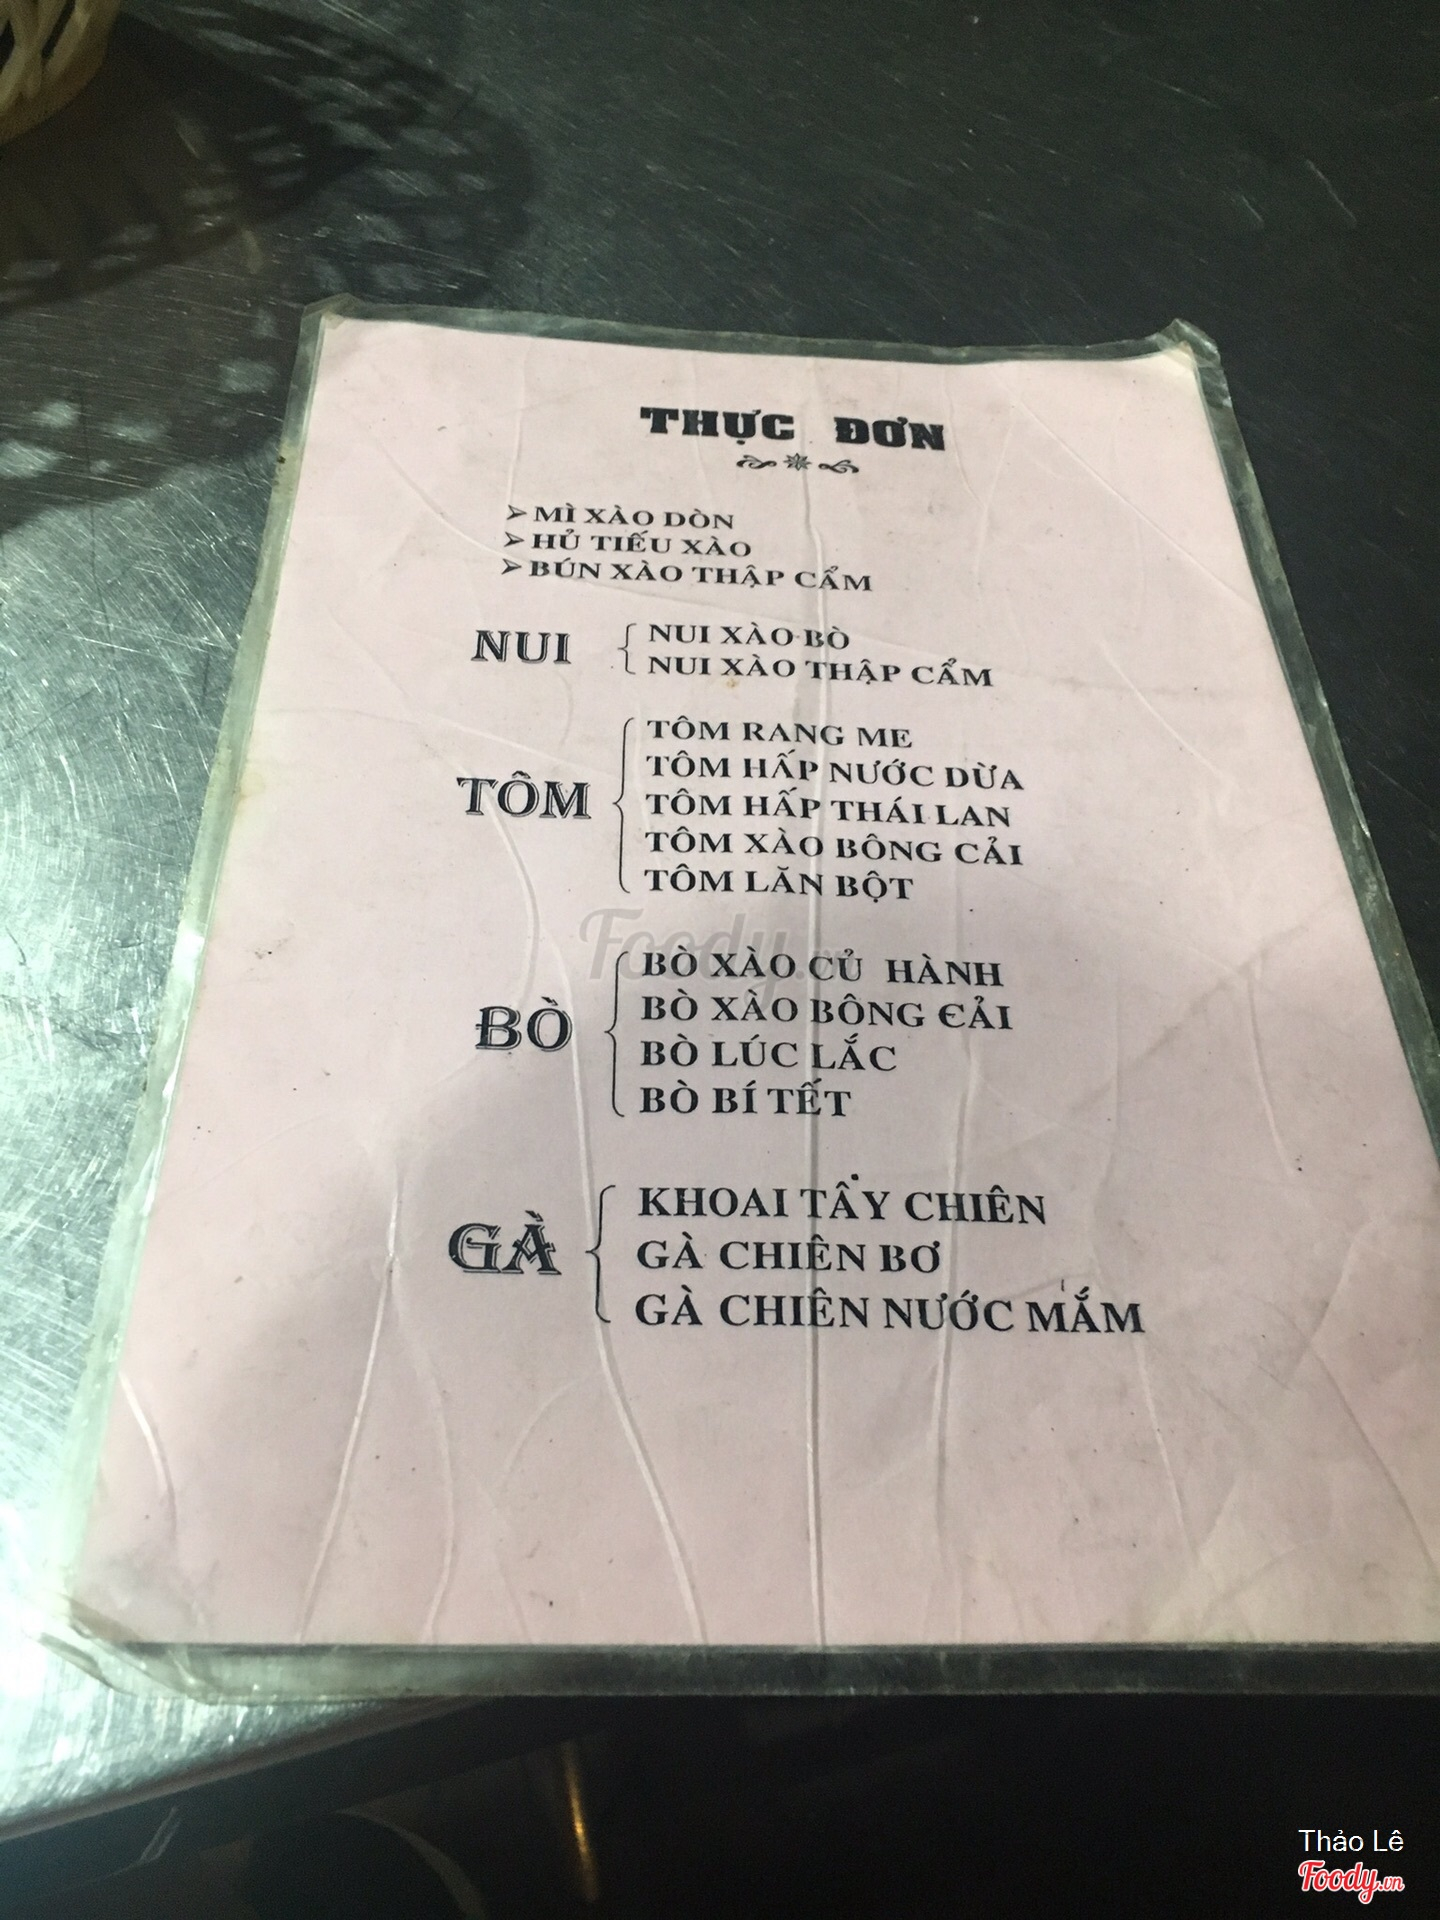 THỰC ĐƠN
➢ MÌ XÀO DÒN
➢ HỦ TIẾU XÀO
➢ BÚN XÀO THẬP CẨM
NUI
NUI XÀO BÒ
NUI XÀO THẬP CẨM
TÔM
TÔM RANG ME
TÔM HẤP NƯỚC DỪA
TÔM HẤP THÁI LAN
TÔM XÀO BÔNG CẢI
TÔM LĂN BỘT
Foody
BÒ
BÒ XÀO CỦ HÀNH
BÒ XÀO BÔNG CẢI
BÒ LÚC LẮC
BÒ BÍ TẾT
GÀ
KHOAI TÂY CHIÊN
GÀ CHIÊN BƠ
GÀ CHIÊN NƯỚC MẮM
Thảo Lê
Foody.vn